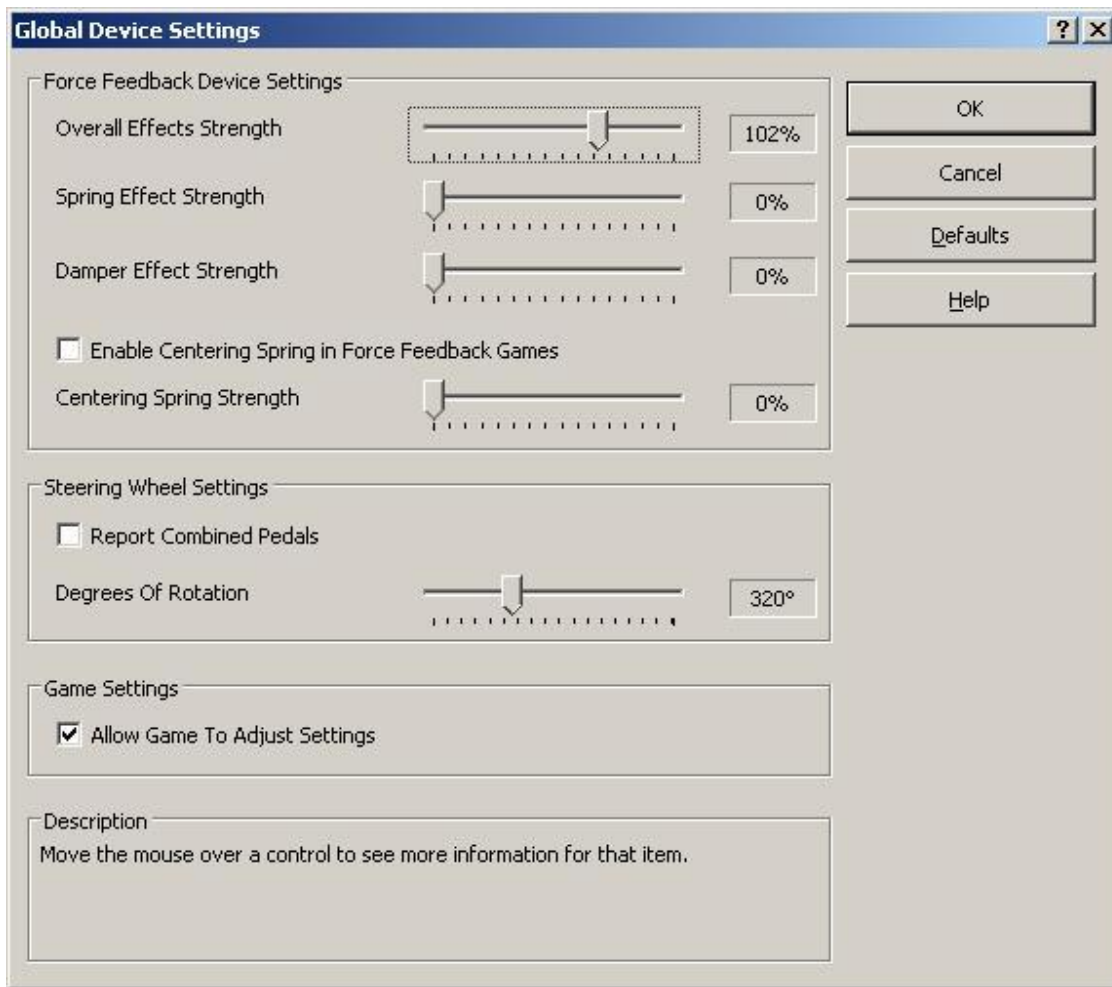 Global Device Settings
Force Feedback Device Settings
Overall Effects Strength 102%
OK
Spring Effect Strength 0%
Cancel
Damper Effect Strength 0%
Defaults
Help
Enable Centering Spring in Force Feedback Games
Centering Spring Strength 0%
Steering Wheel Settings
Report Combined Pedals
Degrees Of Rotation 320°
Game Settings
Allow Game To Adjust Settings
Description
Move the mouse over a control to see more information for that item.